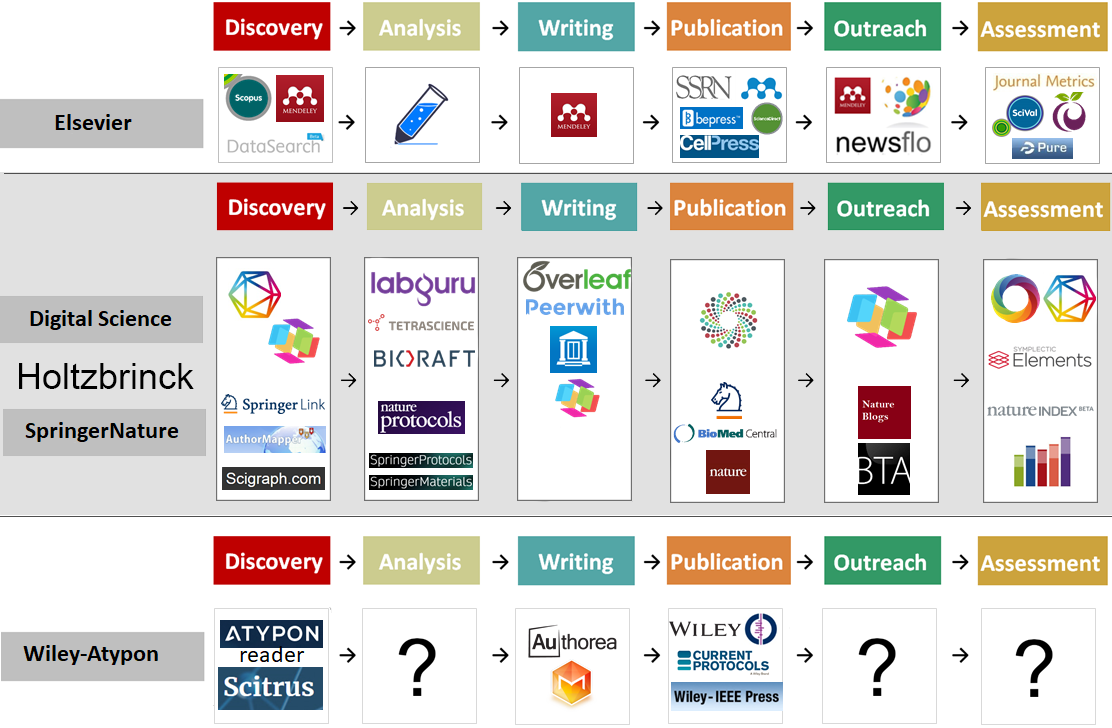 Discovery
Analysis
Writing
Publication
Outreach
Assessment
Elsevier
Scopus
MENDELEY
DataSearch
Beta
MENDELEY
SSRN
bepress™
ScienceDirect
CellPress
MENDELEY
newsflo
Journal Metrics
SciVal
Pure
Discovery
Analysis
Writing
Publication
Outreach
Assessment
Digital Science
Holtzbrinck
SpringerNature
Springer Link
AuthorMapper
Scigraph.com
labguru
TETRASCIENCE
BIORAFT
nature
protocols
SpringerProtocols
SpringerMaterials
Overleaf
Peerwith
BioMed Central
nature
Nature
Blogs
BTA
SYMPLECTIC
Elements
natureINDEX BETA
Discovery
Analysis
Writing
Publication
Outreach
Assessment
Wiley-Atypon
ATYPON
reader
Scitrus
?
Authorea
WILEY
CURRENT
PROTOCOLS
Wiley-IEEE Press
?
?